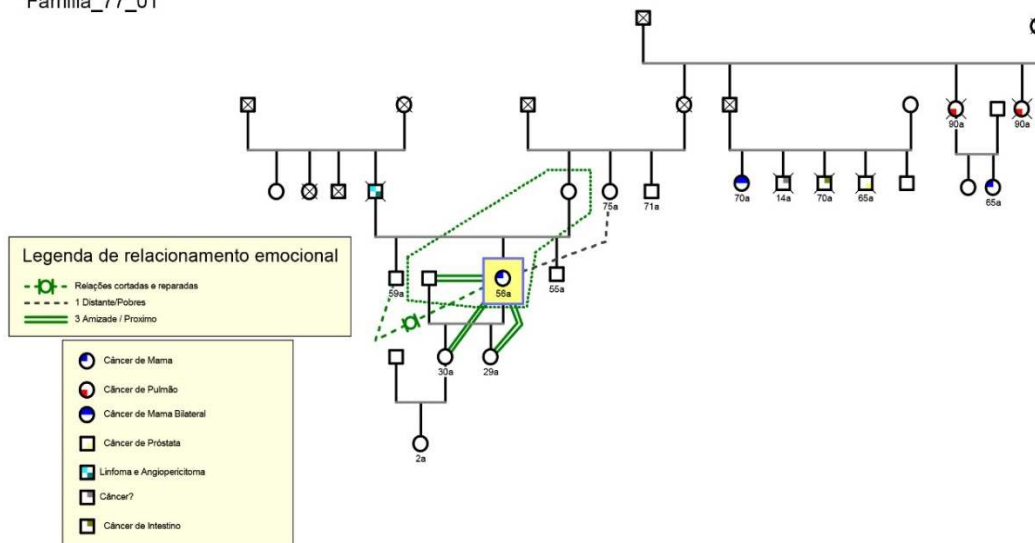 Família_77_01
90a
90a
75a
71a
70a
14a
70a
65a
65a
Legenda de relacionamento emocional
Relações cortadas e reparadas
1 Distante/Pobres
3 Amizade / Proximo
59a
56a
55a
30a
29a
2a
Câncer de Mama
Câncer de Pulmão
Câncer de Mama Bilateral
Câncer de Próstata
Linfoma e Angiopericitoma
Câncer?
Câncer de Intestino